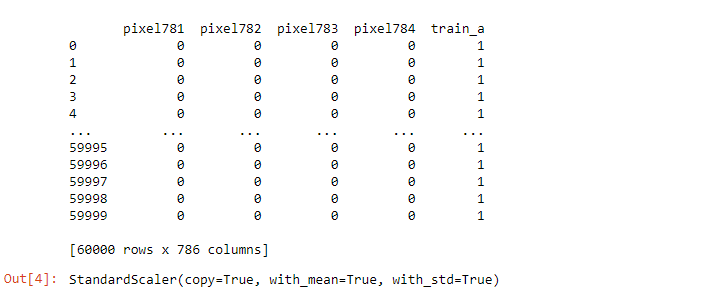 pixel781 pixel782 pixel783 pixel784 train_a
0 0 0 0 0 1
1 0 0 0 0 1
2 0 0 0 0 1
3 0 0 0 0 1
4 0 0 0 0 1
... ... ... ... ... ...
59995 0 0 0 0 1
59996 0 0 0 0 1
59997 0 0 0 0 1
59998 0 0 0 0 1
59999 0 0 0 0 1
[60000 rows x 786 columns]
Out[4]: StandardScaler(copy=True, with_mean=True, with_std=True)